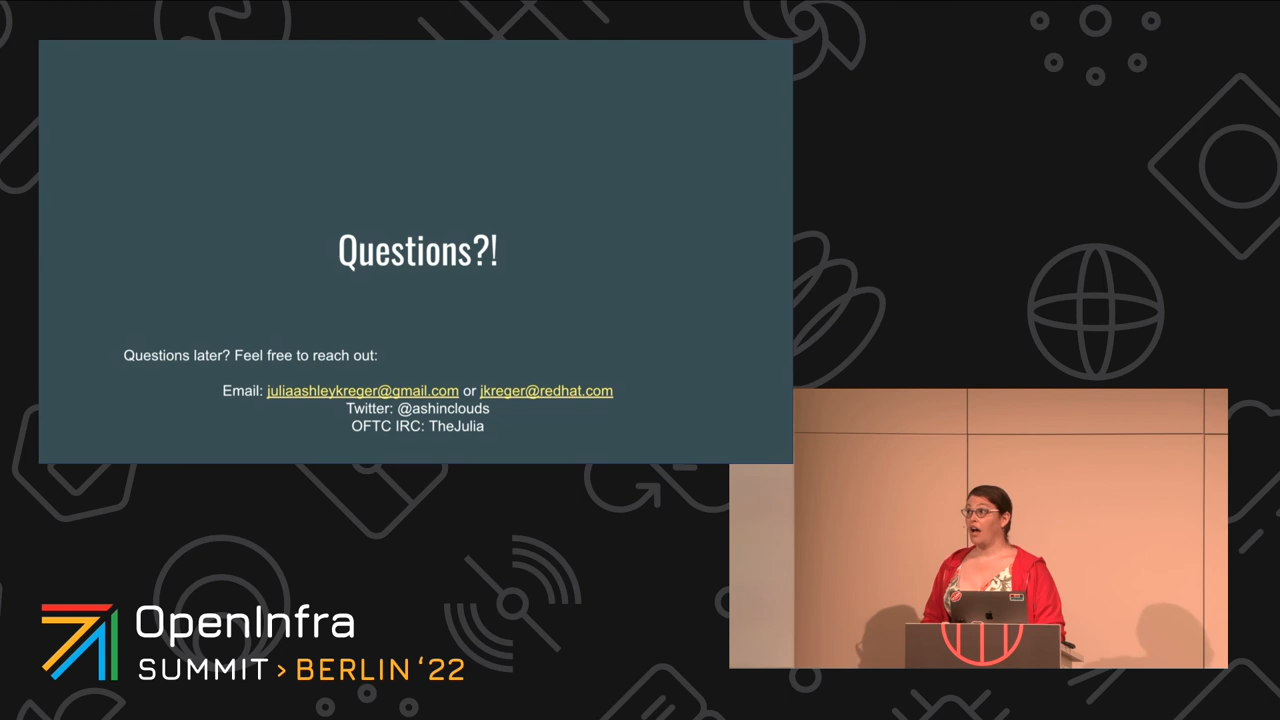 Questions?!
Questions later? Feel free to reach out:
Email: juliaashleykreger@gmail.com or jkreger@redhat.com
Twitter: @ashinclouds
OFTC IRC: TheJulia
OpenInfra
SUMMIT > BERLIN ‘22